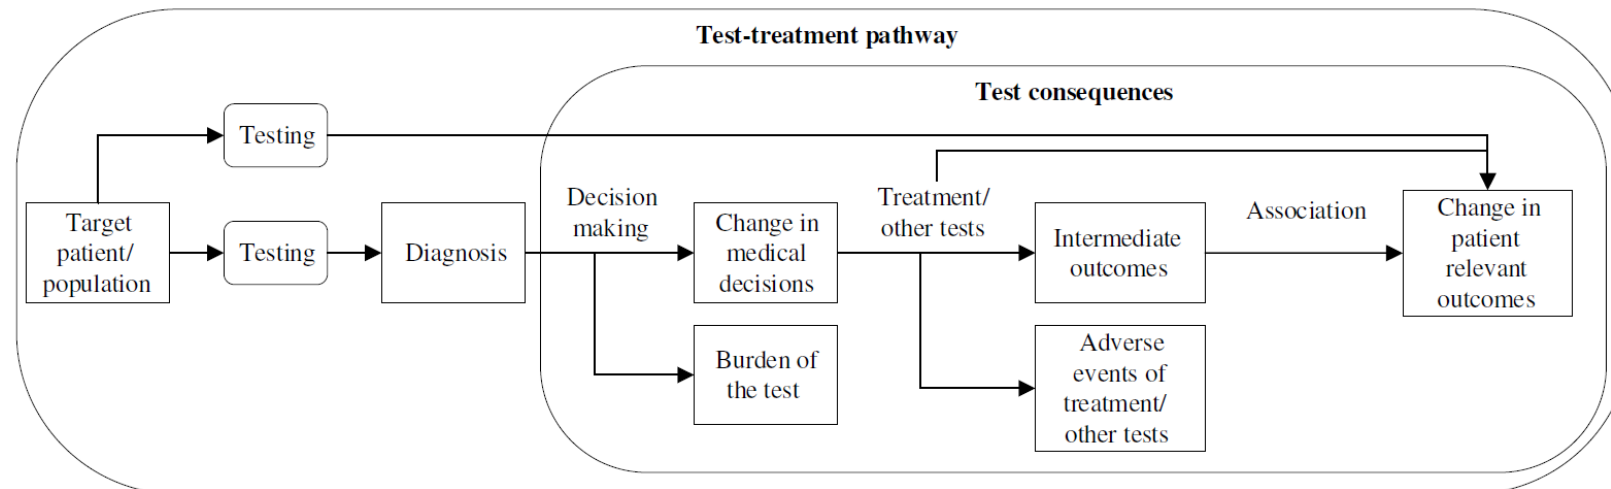 Test-treatment pathway
Test consequences
Testing
Target
patient/
population
Testing
Diagnosis
Decision
making
Change in
medical
decisions
Treatment/
other tests
Intermediate
outcomes
Association
Change in
patient
relevant
outcomes
Burden of
the test
Adverse
events of
treatment/
other tests